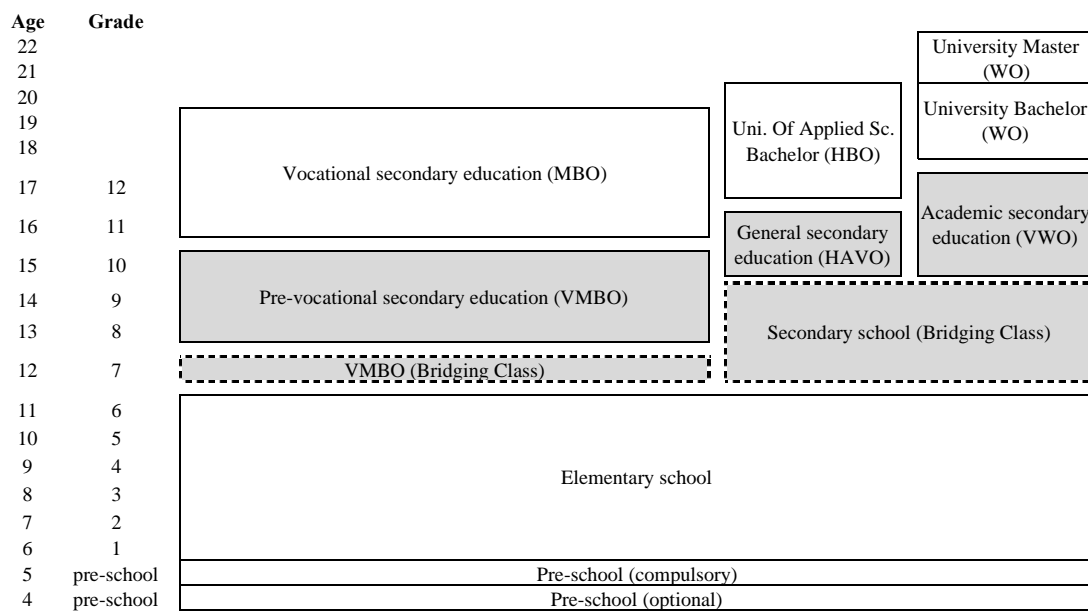 Age Grade
22
21
20
19
18
17 12
16 11
15 10
14 9
13 8
12 7
11 6
10 5
9 4
8 3
7 2
6 1
5 pre-school
4 pre-school
University Master
(WO)
University Bachelor
(WO)
Uni. Of Applied Sc.
Bachelor (HBO)
Vocational secondary education (MBO)
Academic secondary
education (VWO)
General secondary
education (HAVO)
Pre-vocational secondary education (VMBO)
Secondary school (Bridging Class)
VMBO (Bridging Class)
Elementary school
Pre-school (compulsory)
Pre-school (optional)